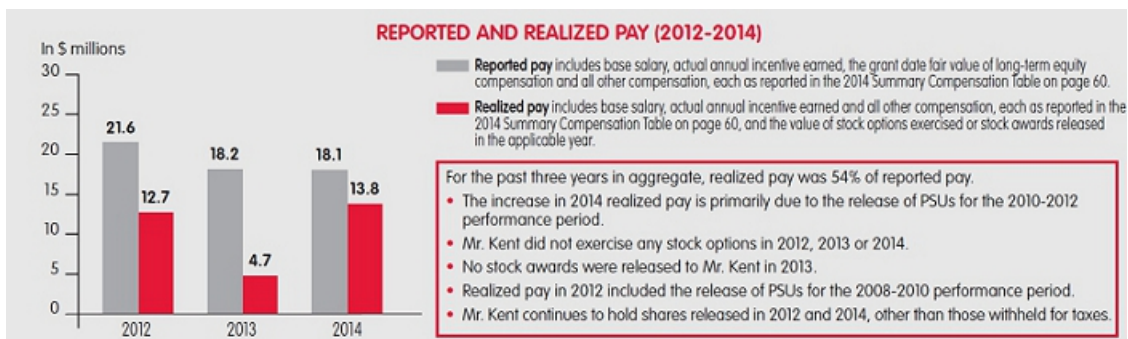 REPORTED AND REALIZED PAY (2012-2014)
In $ millions
30
25
20
15
10
5
0
21.6
12.7
18.2
4.7
18.1
13.8
2012
2013
2014
Reported pay includes base salary, actual annual incentive earned, the grant date fair value of long-term equity
compensation and all other compensation, each as reported in the 2014 Summary Compensation Table on page 60.
Realized pay includes base salary, actual annual incentive earned and all other compensation, each as reported in the
2014 Summary Compensation Table on page 60, and the value of stock options exercised or stock awards released
in the applicable year.
For the past three years in aggregate, realized pay was 54% of reported pay.
• The increase in 2014 realized pay is primarily due to the release of PSUs for the 2010-2012
performance period.
• Mr. Kent did not exercise any stock options in 2012, 2013 or 2014.
• No stock awards were released to Mr. Kent in 2013.
• Realized pay in 2012 included the release of PSUs for the 2008-2010 performance period.
• Mr. Kent continues to hold shares released in 2012 and 2014, other than those withheld for taxes.